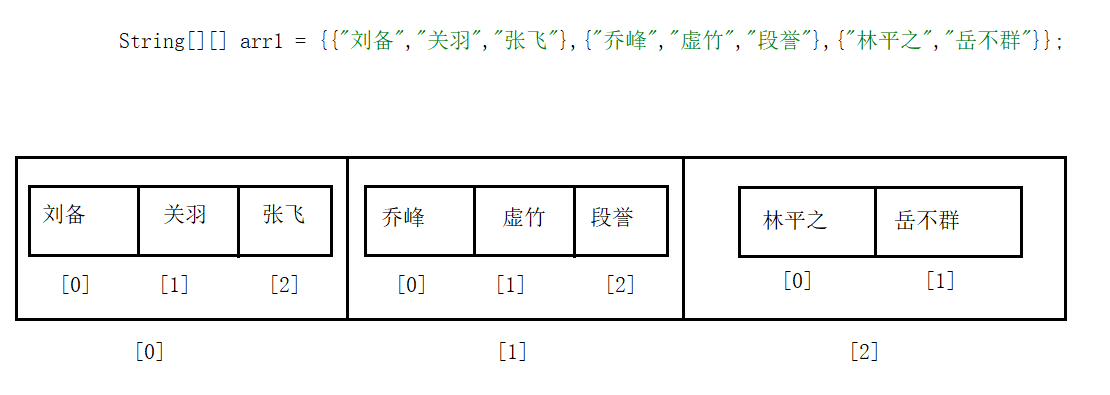 String[][] arr1 = {{"刘备","关羽","张飞"},{"乔峰","虚竹","段誉"},{"林平之","岳不群"}};
刘备 关羽 张飞 乔峰 虚竹 段誉 林平之 岳不群
[0] [1] [2] [0] [1] [2] [0] [1]
[0] [1] [2]